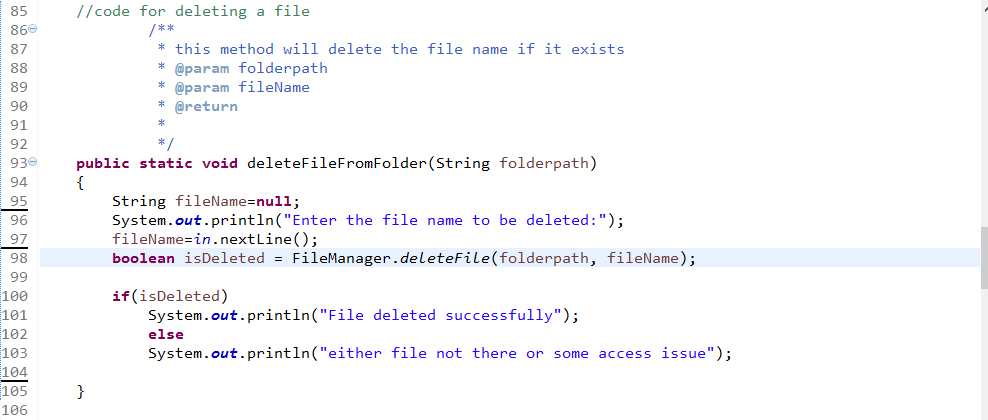 85 //code for deleting a file
86 /**
87 * this method will delete the file name if it exists
88 * @param folderpath
89 * @param fileName
90 * @return
91 *
92 */
93 public static void deleteFileFromFolder(String folderpath)
94 {
95 String fileName=null;
96 System.out.println("Enter the file name to be deleted:");
97 fileName=in.nextLine();
98 boolean isDeleted = FileManager.deleteFile(folderpath, fileName);
99
100 if(isDeleted)
101 System.out.println("File deleted successfully");
102 else
103 System.out.println("either file not there or some access issue");
104
105 }
106